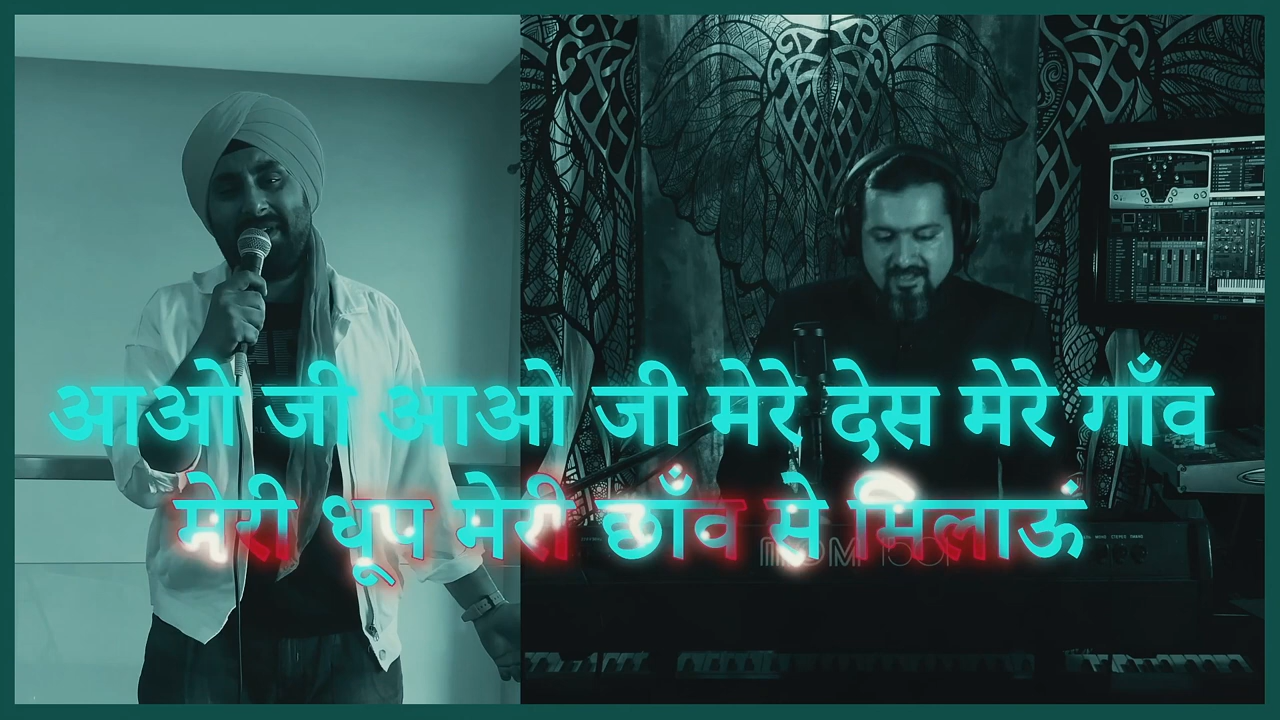 आओ जी आओ जी मेरे देस मेरे गाँव
मेरी धूप मेरी छाँव से मिलाऊं